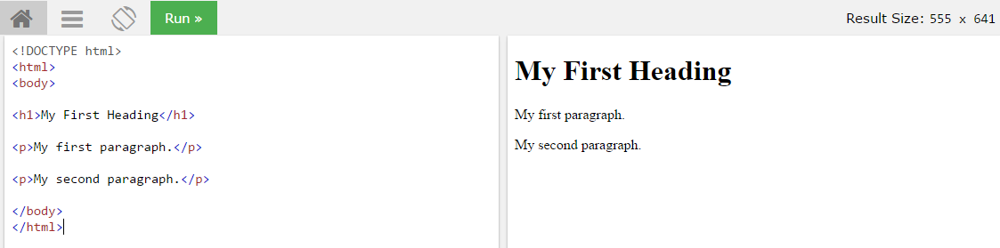 Run »
Result Size: 555 x 641
<!DOCTYPE html>
<html>
<body>
<h1>My First Heading</h1>
<p>My first paragraph.</p>
<p>My second paragraph.</p>
</body>
</html>
My First Heading
My first paragraph.
My second paragraph.